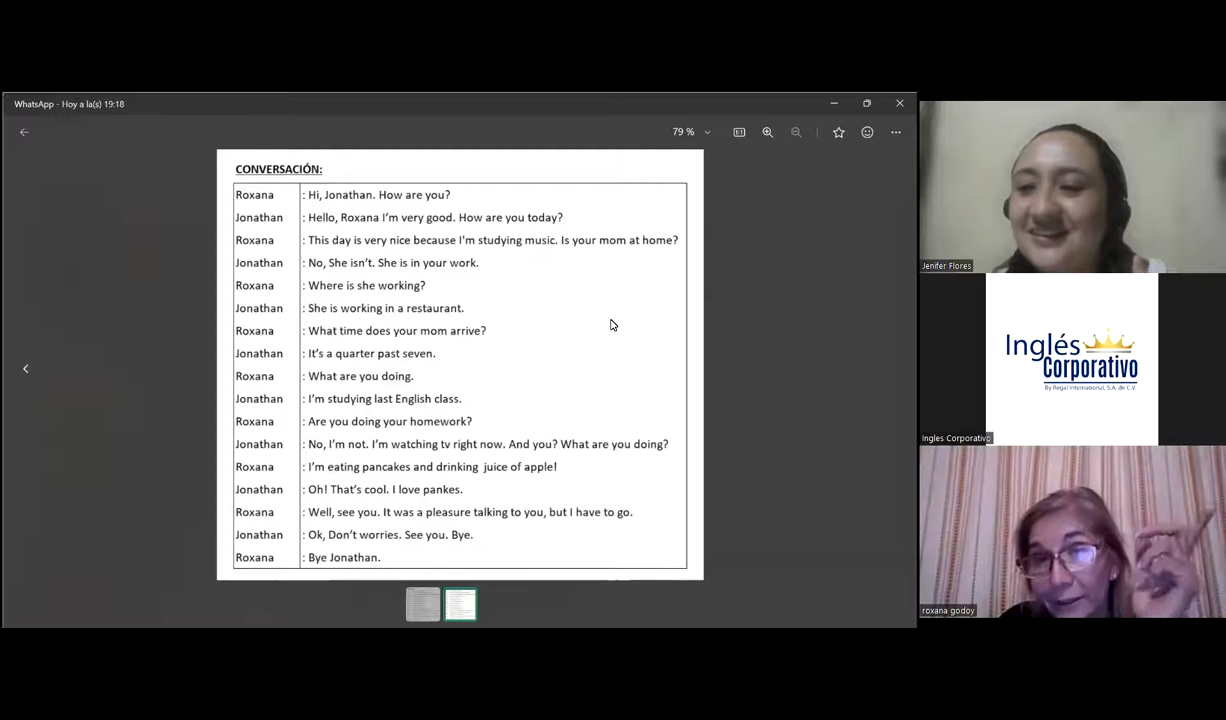 WhatsApp - Hoy a la(s) 19:18
79 %
CONVERSACIÓN:
Roxana : Hi, Jonathan. How are you?
Jonathan : Hello, Roxana I'm very good. How are you today?
Roxana : This day is very nice because I'm studying music. Is your mom at home?
Jonathan : No, She isn't. She is in your work.
Roxana : Where is she working?
Jonathan : She is working in a restaurant.
Roxana : What time does your mom arrive?
Jonathan : It's a quarter past seven.
Roxana : What are you doing.
Jonathan : I'm studying last English class.
Roxana : Are you doing your homework?
Jonathan : No, I'm not. I'm watching tv right now. And you? What are you doing?
Roxana : I'm eating pancakes and drinking juice of apple!
Jonathan : Oh! That's cool. I love pankes.
Roxana : Well, see you. It was a pleasure talking to you, but I have to go.
Jonathan : Ok, Don't worries. See you. Bye.
Roxana : Bye Jonathan.
Jenifer Flores
Inglés
Corporativo
By Regal International, S.A. de C.V.
Ingles Corporativo
roxana godoy